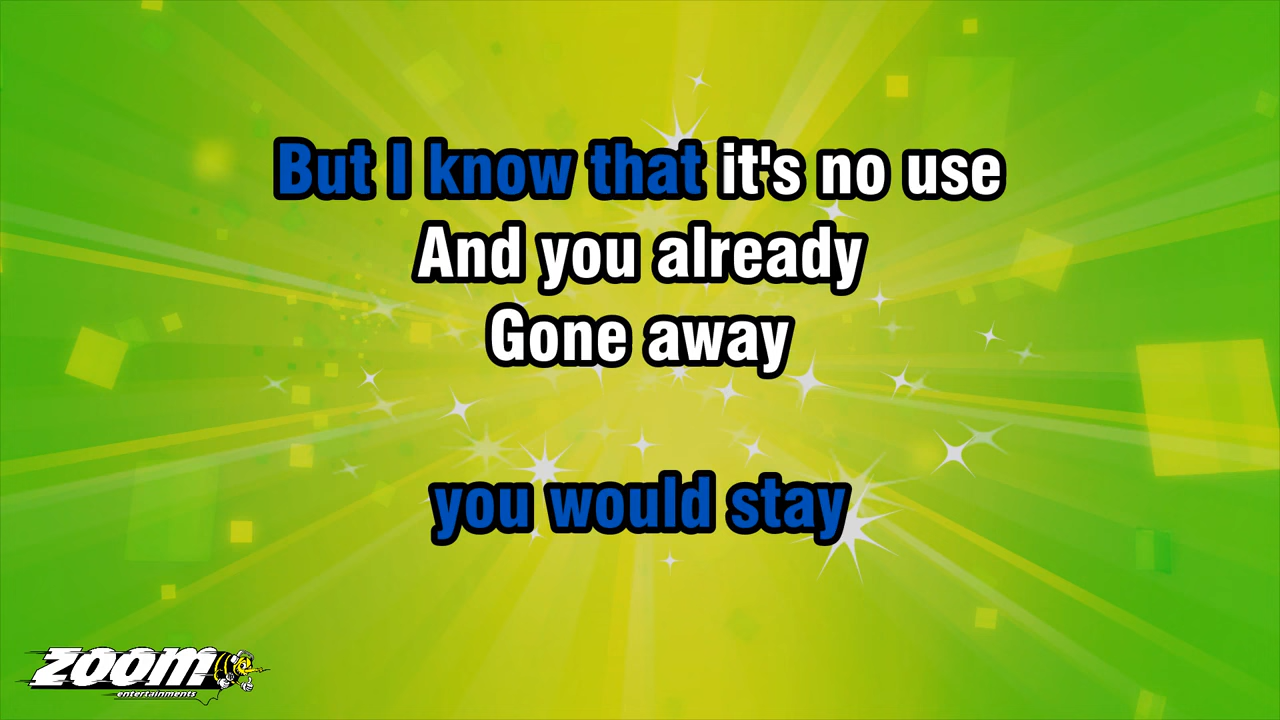 But I know that it's no use
And you already
Gone away
you would stay
ZOOM
entertainments